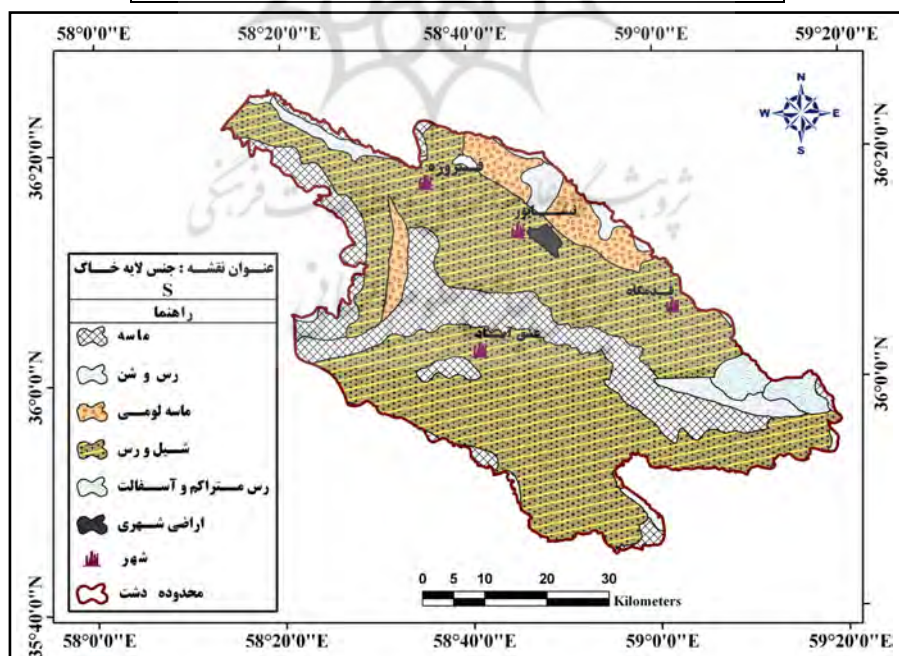 58°0'0"E 58°20'0"E 58°40'0"E 59°0'0"E 59°20'0"E
36°20'0"N 36°20'0"N
36°0'0"N 36°0'0"N
35°40'0"N
N
W E
S
فیروزه
نیشابور
قدمگاه
عشق آباد
پژوهشگاه
فرهنگی
عنوان نقشه : جنس لایه خاک
S
راهنما
ماسه
رس و شن
ماسه لومی
شیل و رس
رس متراکم و آسفالت
اراضی شهری
شهر
محدوده دشت
0 5 10 20 30
Kilometers
58°0'0"E 58°20'0"E 58°40'0"E 59°0'0"E 59°20'0"E